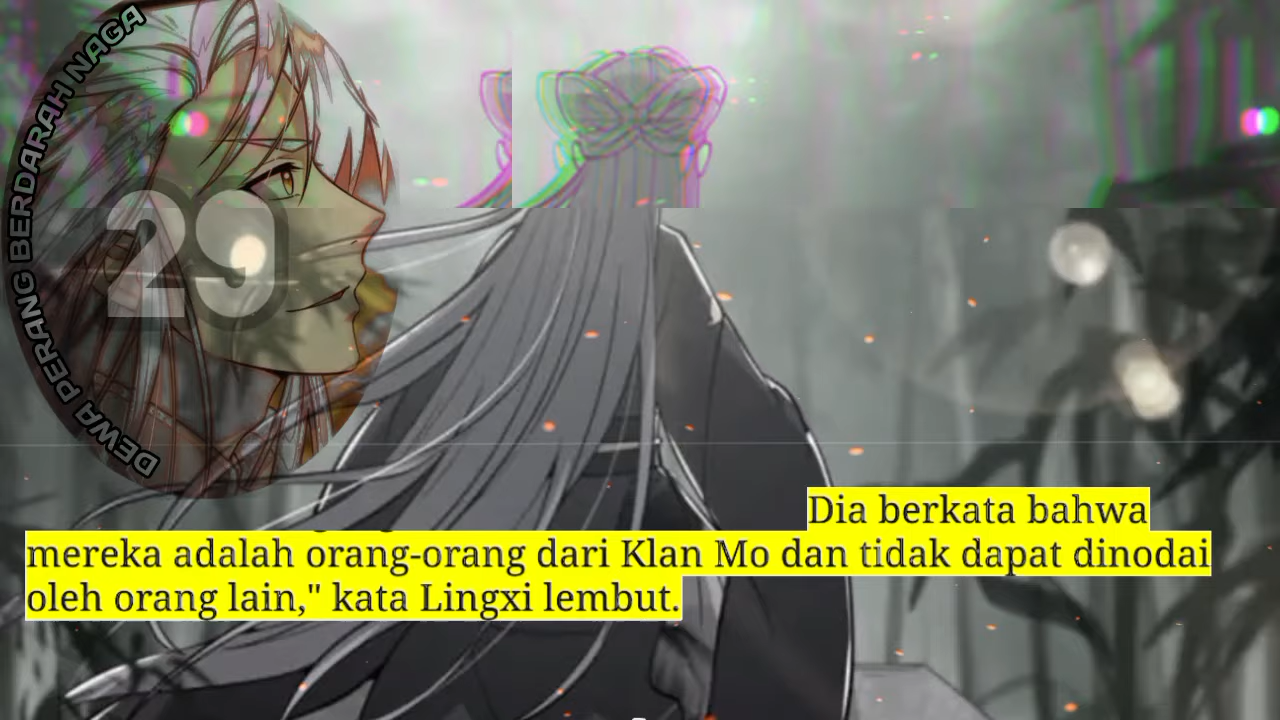 DEWA PERANG BERDARAH NAGA
29
Dia berkata bahwa
mereka adalah orang-orang dari Klan Mo dan tidak dapat dinodai
oleh orang lain," kata Lingxi lembut.